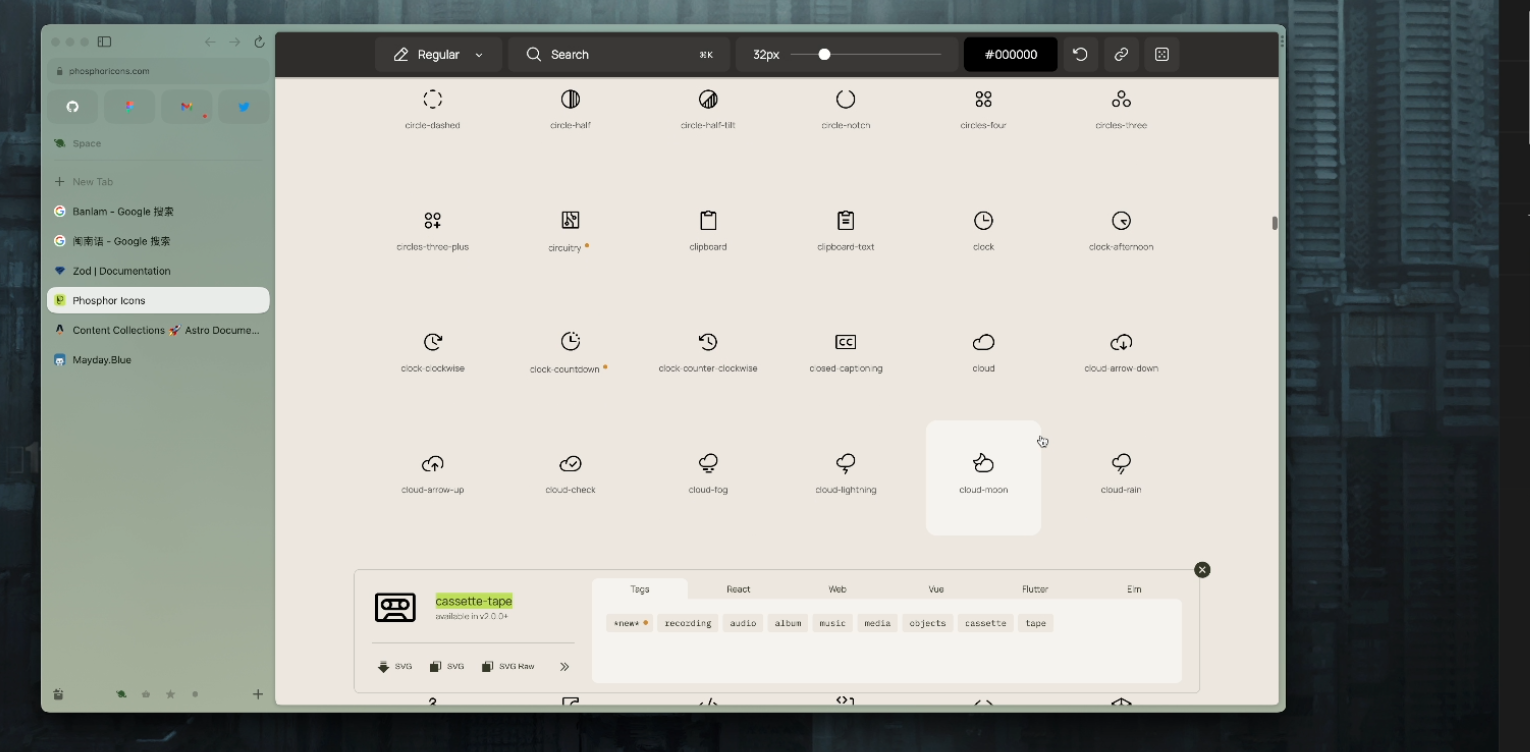 phosphoricons.com
Space
New Tab
Banlam - Google 搜索
闽南语 - Google 搜索
Zod | Documentation
Phosphor Icons
Content Collections 🚀 Astro Docume...
Mayday.Blue
Regular
Search
⌘K
32px
#000000
circle-dashed
circle-half
circle-half-tilt
circle-notch
circles-four
circles-three
circles-three-plus
circuitry
clipboard
clipboard-text
clock
clock-afternoon
clock-clockwise
clock-countdown
clock-counter-clockwise
CC
closed-captioning
cloud
cloud-arrow-down
cloud-arrow-up
cloud-check
cloud-fog
cloud-lightning
cloud-moon
cloud-rain
cassette-tape
available in v2.0.0+
SVG
SVG
SVG Raw
Tags
React
Web
Vue
Flutter
Elm
*new*
recording
audio
album
music
media
objects
cassette
tape